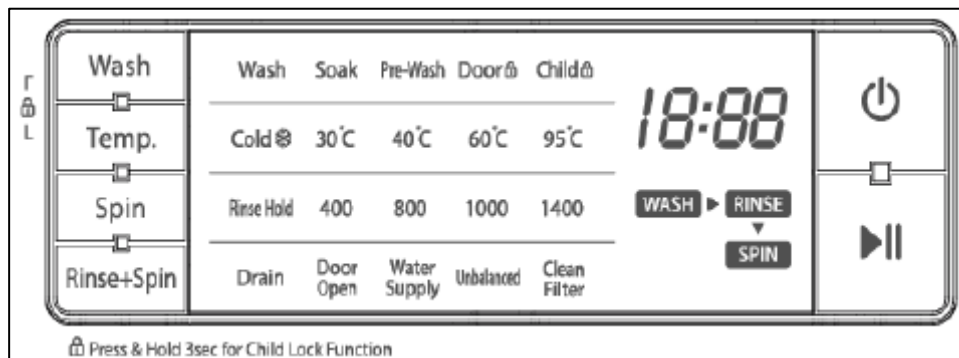 Wash
Temp.
Spin
Rinse+Spin
Wash Soak Pre-Wash Door Child
Cold 30°C 40°C 60°C 95°C
Rinse Hold 400 800 1000 1400
Drain Door Open Water Supply Unbalanced Clean Filter
18:88
WASH ▶ RINSE
▼
SPIN
Press & Hold 3sec for Child Lock Function